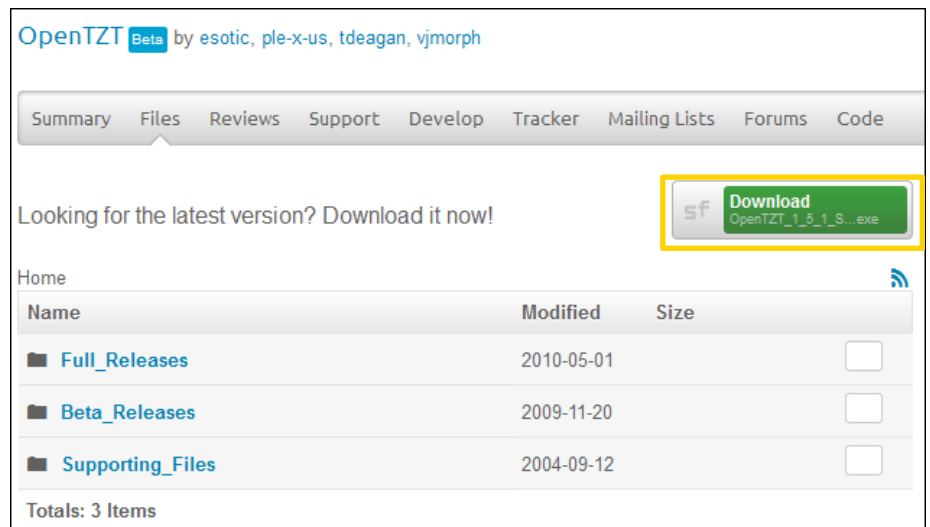 OpenTZT Beta by esotic, ple-x-us, tdeagan, vjmorph
Summary Files Reviews Support Develop Tracker Mailing Lists Forums Code
Looking for the latest version? Download it now!
sf
Download
OpenTZT_1_5_1_S...exe
Home
Name Modified Size
Full_Releases 2010-05-01
Beta_Releases 2009-11-20
Supporting_Files 2004-09-12
Totals: 3 Items